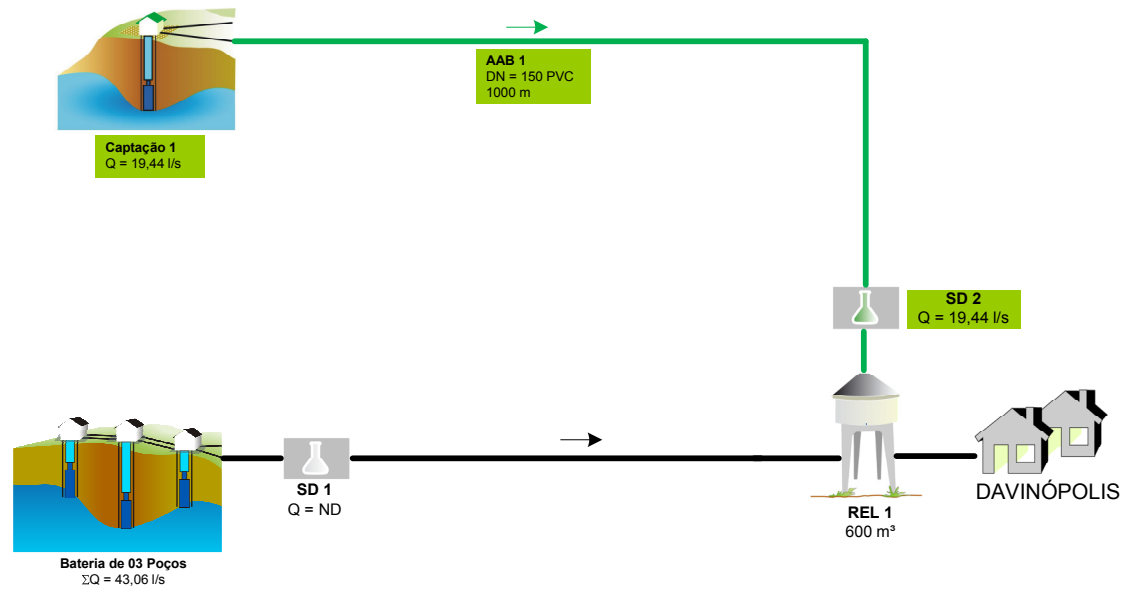 AAB 1
DN = 150 PVC
1000 m
Captação 1
Q = 19,44 l/s
SD 2
Q = 19,44 l/s
SD 1
Q = ND
REL 1
600 m³
DAVINÓPOLIS
Bateria de 03 Poços
ΣQ = 43,06 l/s